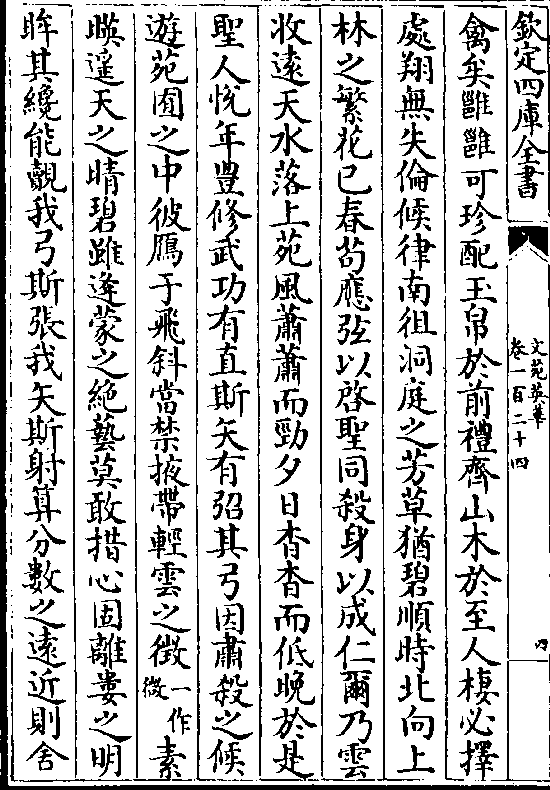 欽定四庫全書
文苑英華
卷一百二十四
四
禽矣雝雝可珍配玉帛於前禮齊山木於至人棲必擇
處翔無失倫候律南徂洞庭之芳草猶碧順時北向上
林之繁花已春苟應弦以啓聖同殺身以成仁爾乃雲
收遠天水落上苑風蕭蕭而勁夕日杳杳而低晚於是
聖人悅年豐修武功有直斯矢有弨其弓因肅殺之候
遊苑囿之中彼鴈于飛斜當禁掖帶輕雲之徴一作微素
暎遥天之晴碧雖逄蒙之絶藝莫敢措心固離婁之明
眸其纔能覿我弓斯張我矢斯射算分數之遠近則舍